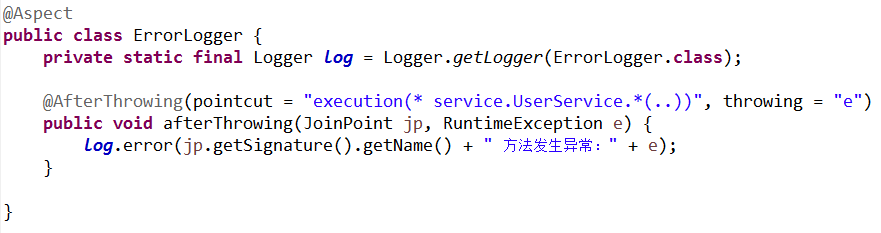 @Aspect
public class ErrorLogger {
    private static final Logger log = Logger.getLogger(ErrorLogger.class);

    @AfterThrowing(pointcut = "execution(* service.UserService.*(..))", throwing = "e")
    public void afterThrowing(JoinPoint jp, RuntimeException e) {
        log.error(jp.getSignature().getName() + " 方法发生异常：" + e);
    }

}